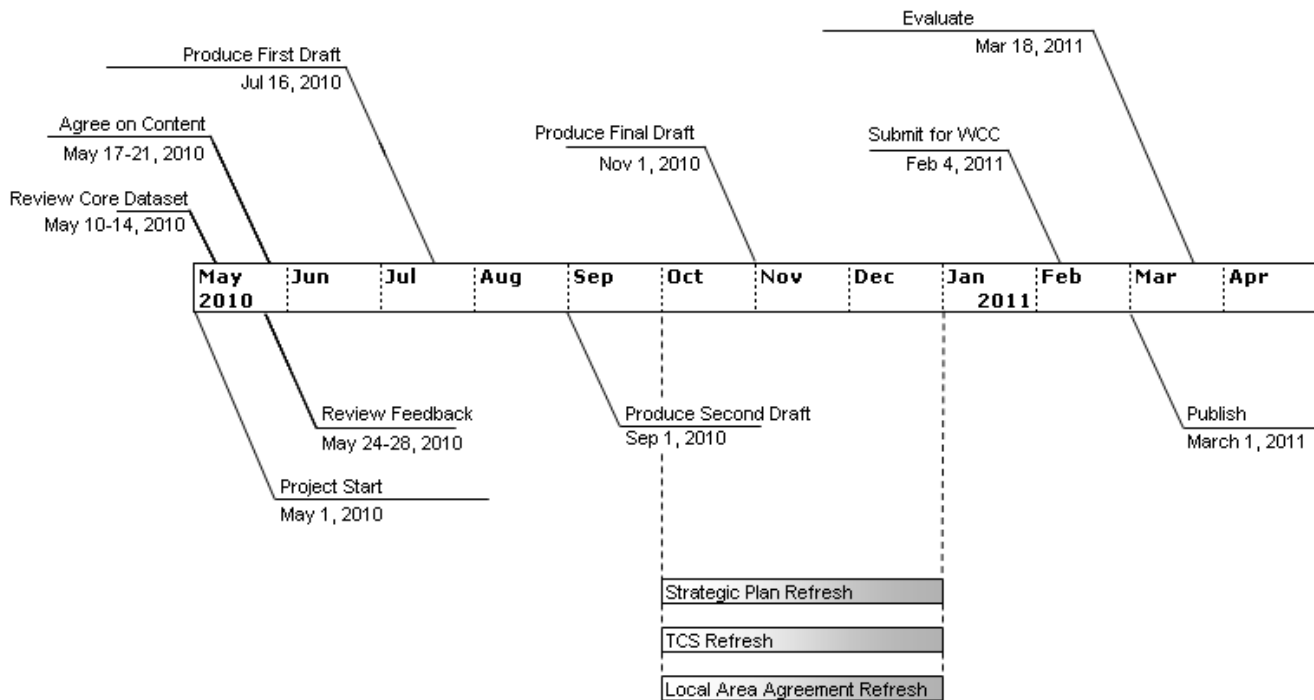 Evaluate
Mar 18, 2011
Produce First Draft
Jul 16, 2010
Agree on Content
May 17-21, 2010
Produce Final Draft
Nov 1, 2010
Submit for WCC
Feb 4, 2011
Review Core Dataset
May 10-14, 2010
May Jun Jul Aug Sep Oct Nov Dec Jan Feb Mar Apr
2010 2011
Review Feedback
May 24-28, 2010
Produce Second Draft
Sep 1, 2010
Publish
March 1, 2011
Project Start
May 1, 2010
Strategic Plan Refresh
TCS Refresh
Local Area Agreement Refresh